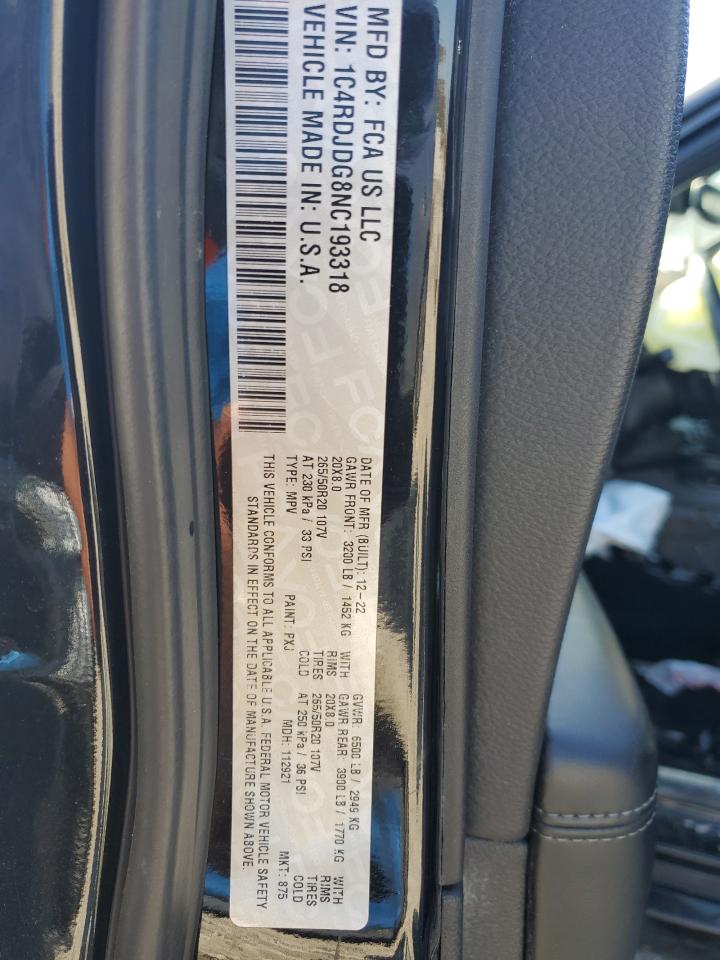 MFD BY: FCA US LLC
VIN: 1C4RDJDG8NC193318
VEHICLE MADE IN: U.S.A.
DATE OF MFR (BUILT): 12-22 GVWR: 6500 LB / 2949 KG
GAWR FRONT: 3200 LB / 1452 KG WITH GAWR REAR: 3900 LB / 1770 KG WITH
20X8.0 RIMS 20X8.0 RIMS
265/50R20 107V TIRES 265/50R20 107V TIRES
AT 230 kPa / 33 PSI COLD AT 250 kPa / 36 PSI COLD
TYPE: MPV PAINT: PXJ MDH: 112921 MKT: 875
THIS VEHICLE CONFORMS TO ALL APPLICABLE U.S.A. FEDERAL MOTOR VEHICLE SAFETY
STANDARDS IN EFFECT ON THE DATE OF MANUFACTURE SHOWN ABOVE.